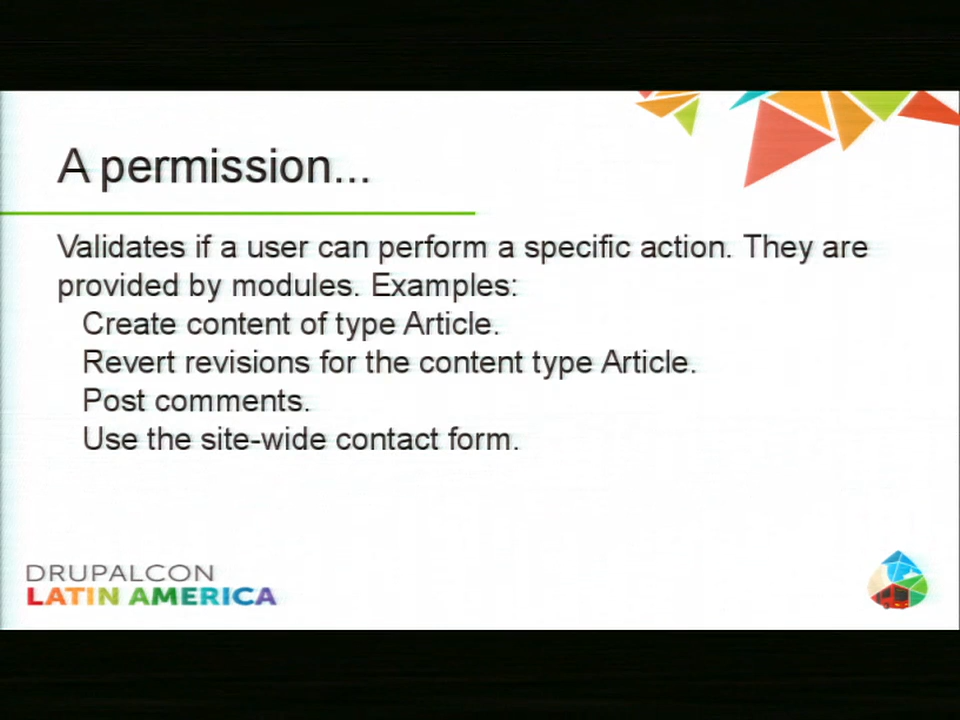 A permission...
Validates if a user can perform a specific action. They are
provided by modules. Examples:
Create content of type Article.
Revert revisions for the content type Article.
Post comments.
Use the site-wide contact form.
DRUPALCON
LATIN AMERICA